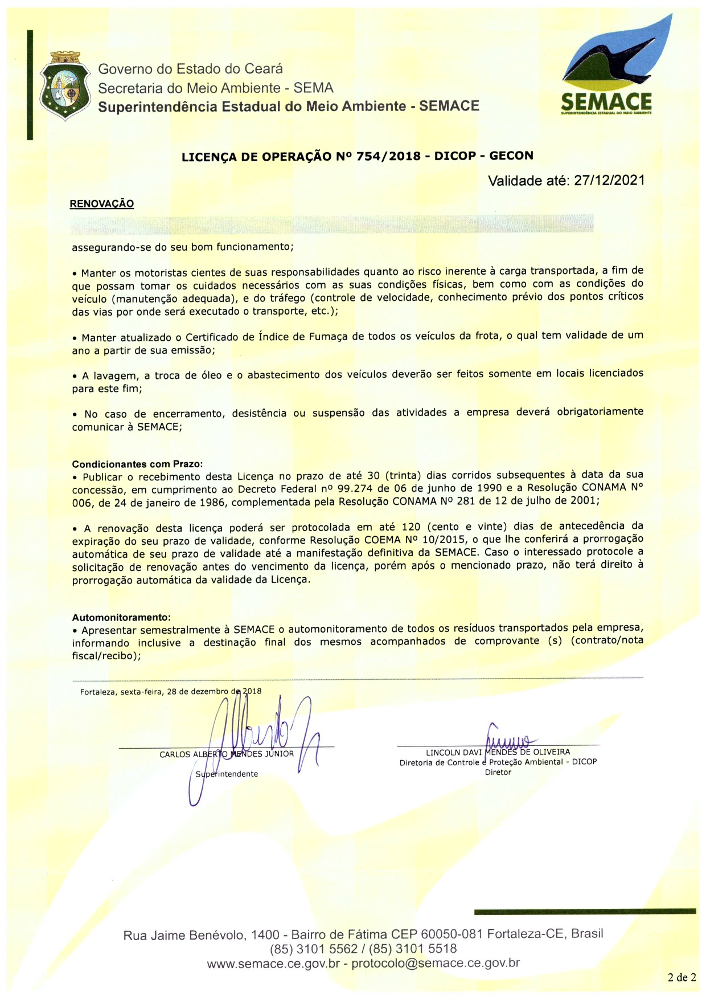 Governo do Estado do Ceará
Secretaria do Meio Ambiente - SEMA
Superintendência Estadual do Meio Ambiente - SEMACE
SEMACE
SUPERINTENDÊNCIA ESTADUAL DO MEIO AMBIENTE
LICENÇA DE OPERAÇÃO Nº 754/2018 - DICOP - GECON
Validade até: 27/12/2021
RENOVAÇÃO
assegurando-se do seu bom funcionamento;
• Manter os motoristas cientes de suas responsabilidades quanto ao risco inerente à carga transportada, a fim de
que possam tomar os cuidados necessários com as suas condições físicas, bem como com as condições do
veículo (manutenção adequada), e do tráfego (controle de velocidade, conhecimento prévio dos pontos críticos
das vias por onde será executado o transporte, etc.);
• Manter atualizado o Certificado de Índice de Fumaça de todos os veículos da frota, o qual tem validade de um
ano a partir de sua emissão;
• A lavagem, a troca de óleo e o abastecimento dos veículos deverão ser feitos somente em locais licenciados
para este fim;
• No caso de encerramento, desistência ou suspensão das atividades a empresa deverá obrigatoriamente
comunicar à SEMACE;
Condicionantes com Prazo:
• Publicar o recebimento desta Licença no prazo de até 30 (trinta) dias corridos subsequentes à data da sua
concessão, em cumprimento ao Decreto Federal nº 99.274 de 06 de junho de 1990 e a Resolução CONAMA Nº
006, de 24 de janeiro de 1986, complementada pela Resolução CONAMA Nº 281 de 12 de julho de 2001;
• A renovação desta licença poderá ser protocolada em até 120 (cento e vinte) dias de antecedência da
expiração do seu prazo de validade, conforme Resolução COEMA Nº 10/2015, o que lhe conferirá a prorrogação
automática de seu prazo de validade até a manifestação definitiva da SEMACE. Caso o interessado protocole a
solicitação de renovação antes do vencimento da licença, porém após o mencionado prazo, não terá direito à
prorrogação automática da validade da Licença.
Automonitoramento:
• Apresentar semestralmente à SEMACE o automonitoramento de todos os resíduos transportados pela empresa,
informando inclusive a destinação final dos mesmos acompanhados de comprovante (s) (contrato/nota
fiscal/recibo);
Fortaleza, sexta-feira, 28 de dezembro de 2018
CARLOS ALBERTO MENDES JÚNIOR
Superintendente
LINCOLN DAVI MENDES DE OLIVEIRA
Diretoria de Controle e Proteção Ambiental - DICOP
Diretor
Rua Jaime Benévolo, 1400 - Bairro de Fátima CEP 60050-081 Fortaleza-CE, Brasil
(85) 3101 5562 / (85) 3101 5518
www.semace.ce.gov.br - protocolo@semace.ce.gov.br
2 de 2